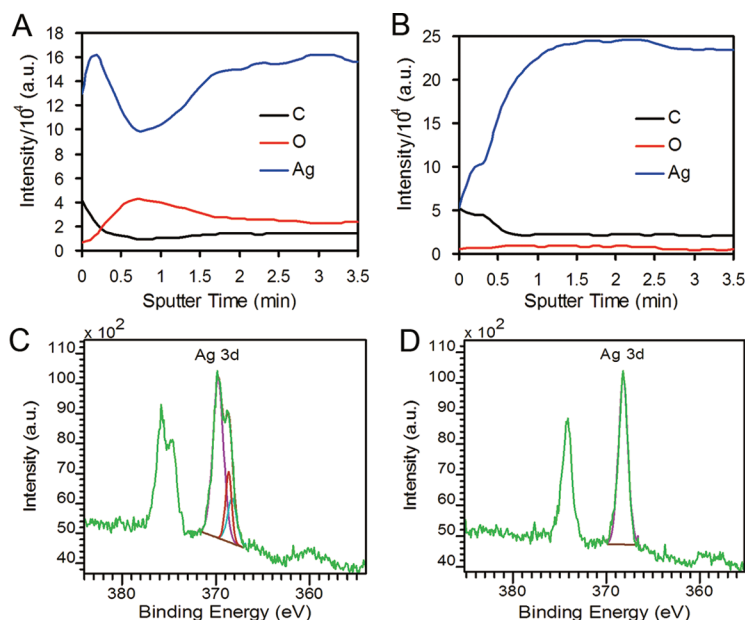 A
18
16
14
12
10
8
6
4
2
0
Intensity/10⁴ (a.u.)
C
O
Ag
0 0.5 1 1.5 2 2.5 3 3.5
Sputter Time (min)
B
25
20
15
10
5
0
Intensity/10⁴ (a.u.)
C
O
Ag
0 0.5 1 1.5 2 2.5 3 3.5
Sputter Time (min)
C
x 10²
Ag 3d
110
100
90
80
70
60
50
40
Intensity (a.u.)
380 370 360
Binding Energy (eV)
D
x 10²
Ag 3d
110
100
90
80
70
60
50
40
Intensity (a.u.)
380 370 360
Binding Energy (eV)